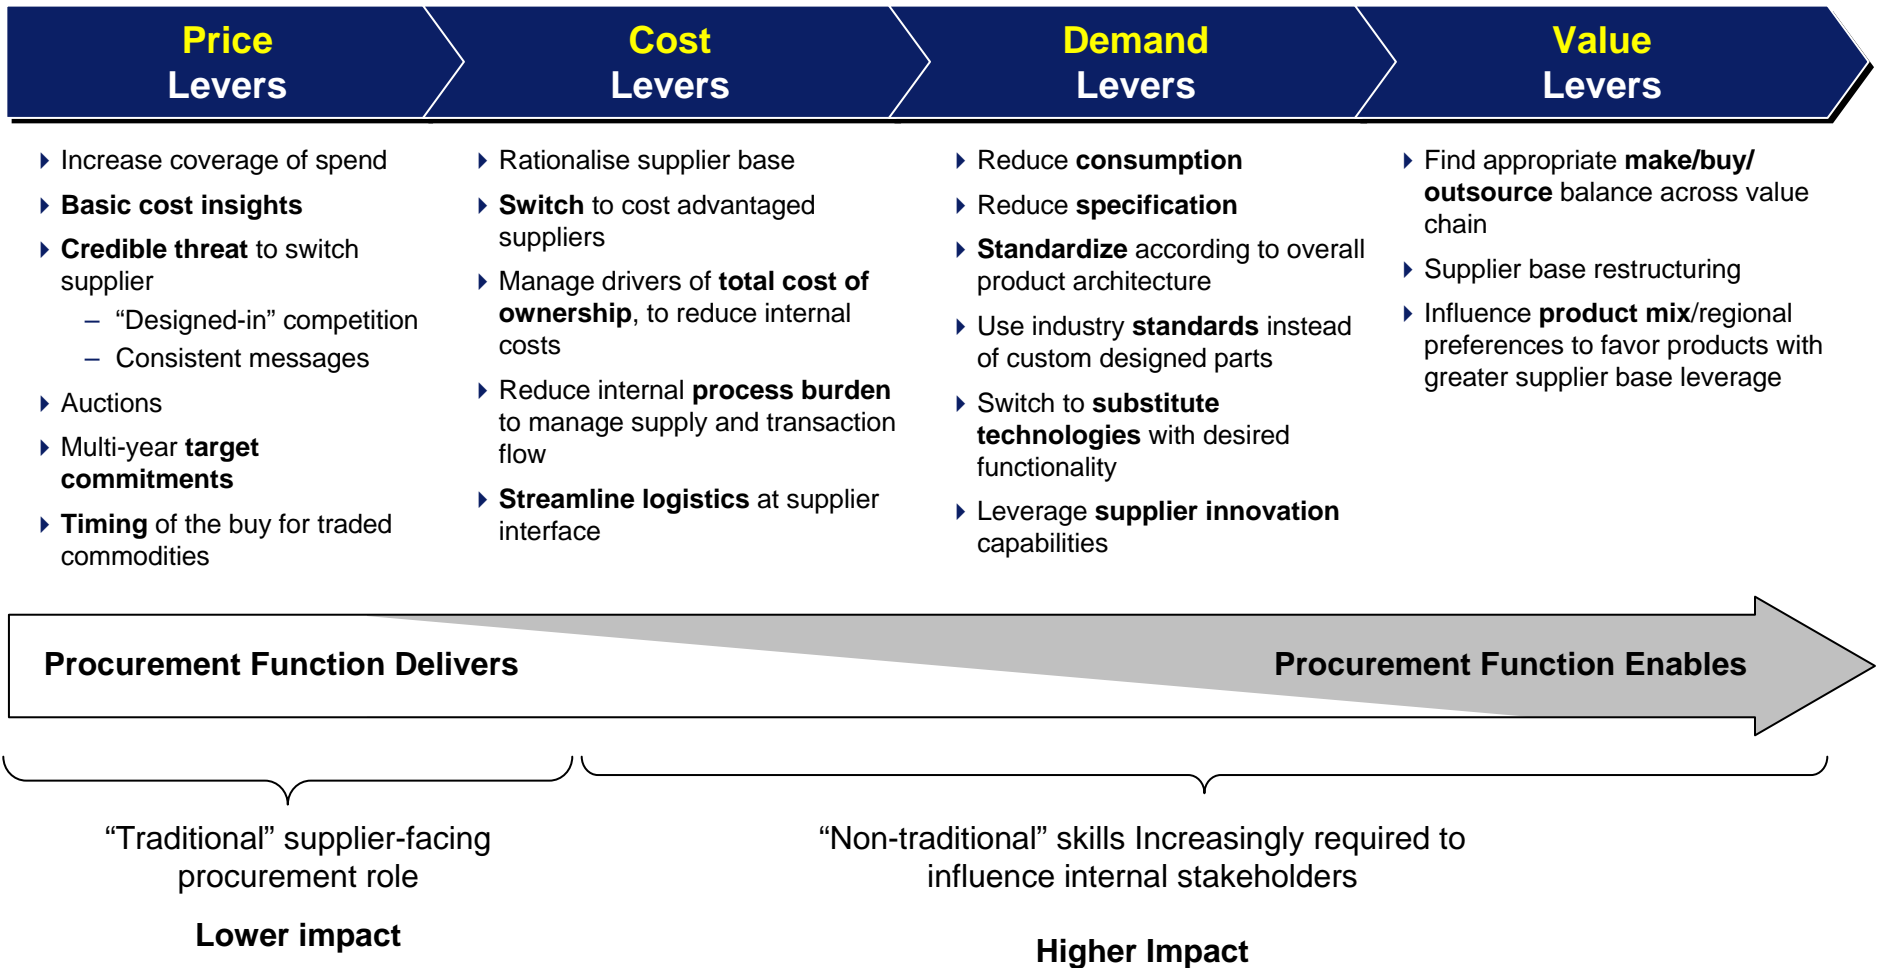 Price
Levers
Cost
Levers
Demand
Levers
Value
Levers
Increase coverage of spend
Basic cost insights
Credible threat to switch
supplier
– “Designed-in” competition
– Consistent messages
Auctions
Multi-year target
commitments
Timing of the buy for traded
commodities
Rationalise supplier base
Switch to cost advantaged
suppliers
Manage drivers of total cost of
ownership, to reduce internal
costs
Reduce internal process burden
to manage supply and transaction
flow
Streamline logistics at supplier
interface
Reduce consumption
Reduce specification
Standardize according to overall
product architecture
Use industry standards instead
of custom designed parts
Switch to substitute
technologies with desired
functionality
Leverage supplier innovation
capabilities
Find appropriate make/buy/
outsource balance across value
chain
Supplier base restructuring
Influence product mix/regional
preferences to favor products with
greater supplier base leverage
Procurement Function Delivers
Procurement Function Enables
“Traditional” supplier-facing
procurement role
Lower impact
“Non-traditional” skills Increasingly required to
influence internal stakeholders
Higher Impact